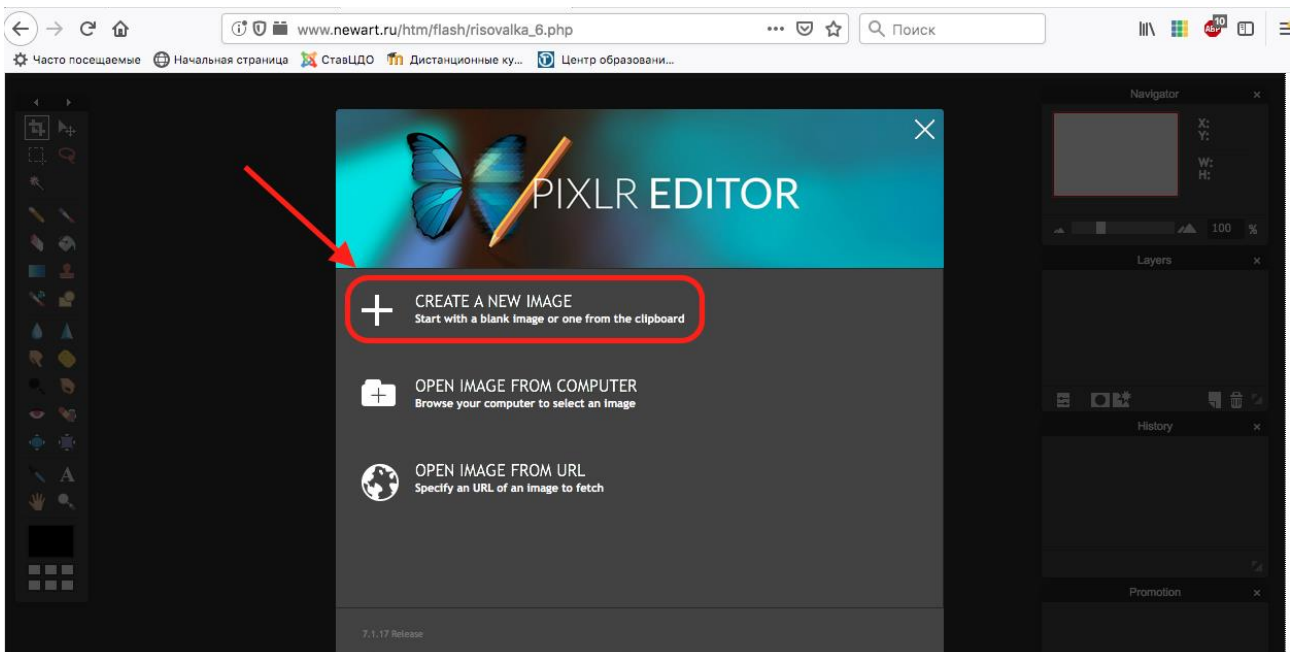 www.newart.ru/htm/flash/risovalka_6.php
Поиск
10
ABP
Часто посещаемые
Начальная страница
СтавЦДО
Дистанционные ку...
Центр образовани...
Navigator
X:
Y:
W:
H:
100 %
PIXLR EDITOR
CREATE A NEW IMAGE
Start with a blank image or one from the clipboard
OPEN IMAGE FROM COMPUTER
Browse your computer to select an image
OPEN IMAGE FROM URL
Specify an URL of an image to fetch
7.1.17 Release
A
Layers
History
Promotion